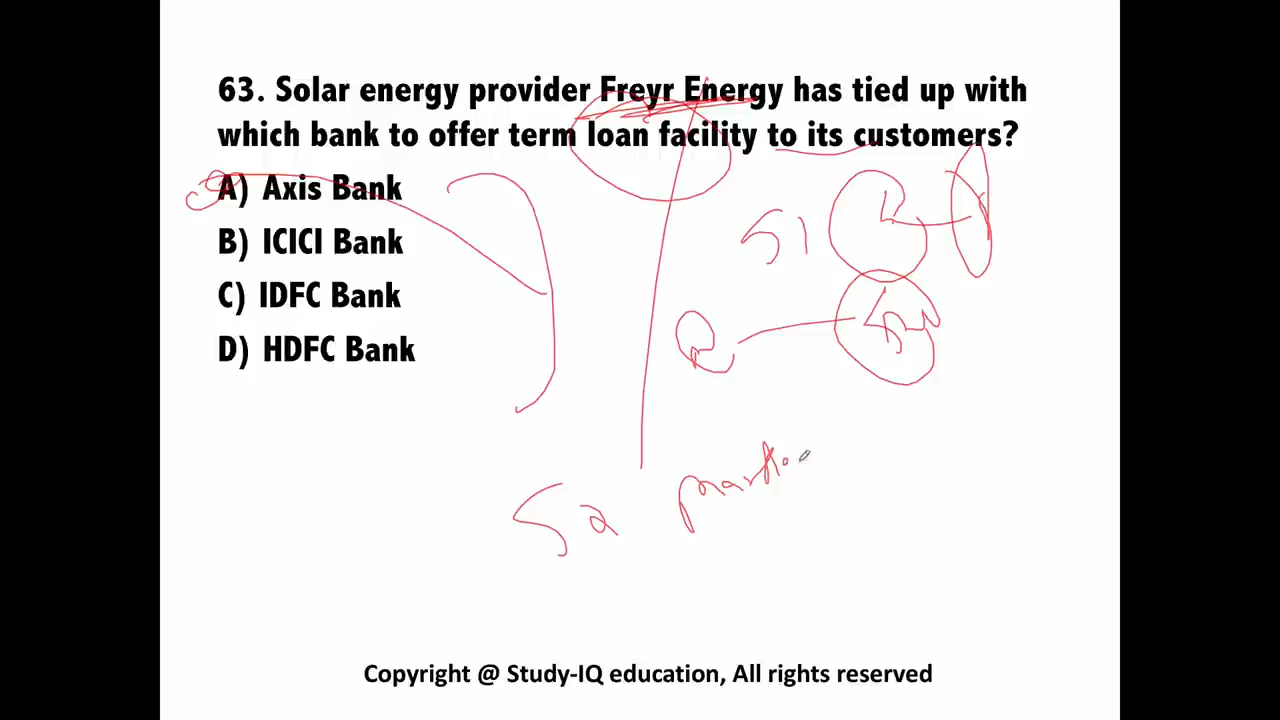 63. Solar energy provider Freyr Energy has tied up with
which bank to offer term loan facility to its customers?
A) Axis Bank
B) ICICI Bank
C) IDFC Bank
D) HDFC Bank
Copyright @ Study-IQ education, All rights reserved